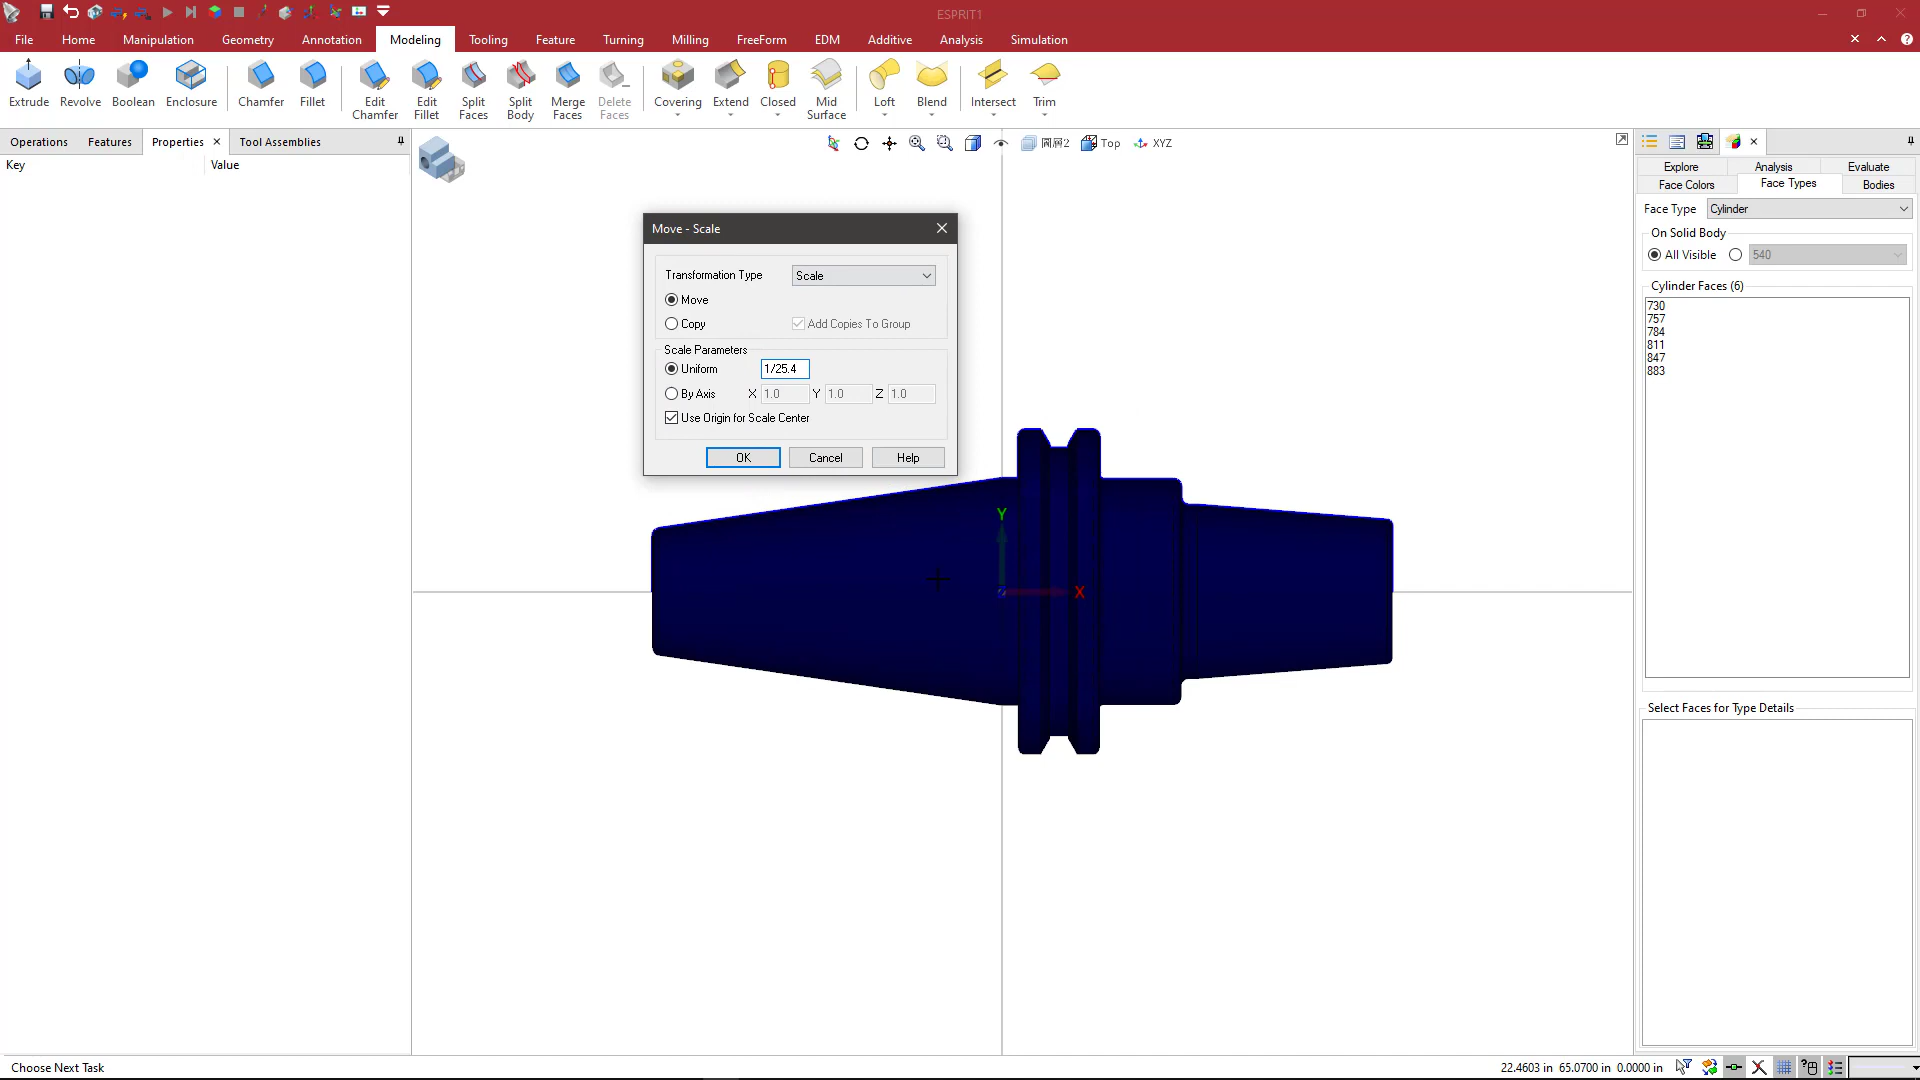 ESPRIT1
File Home Manipulation Geometry Annotation Modeling Tooling Feature Turning Milling FreeForm EDM Additive Analysis Simulation
Extrude Revolve Boolean Enclosure Chamfer Fillet Edit Chamfer Edit Fillet Split Faces Split Body Merge Faces Delete Faces Covering Extend Closed Mid Surface Loft Blend Intersect Trim
Operations Features Properties Tool Assemblies
Key Value
圖層2 Top XYZ
Move - Scale
Transformation Type Scale
Move
Copy Add Copies To Group
Scale Parameters
Uniform 1/25.4
By Axis X 1.0 Y 1.0 Z 1.0
Use Origin for Scale Center
OK Cancel Help
Y
X
Explore Analysis Evaluate
Face Colors Face Types Bodies
Face Type Cylinder
On Solid Body
All Visible 540
Cylinder Faces (6)
730
757
784
811
847
883
Select Faces for Type Details
Choose Next Task
22.4603 in 65.0700 in 0.0000 in